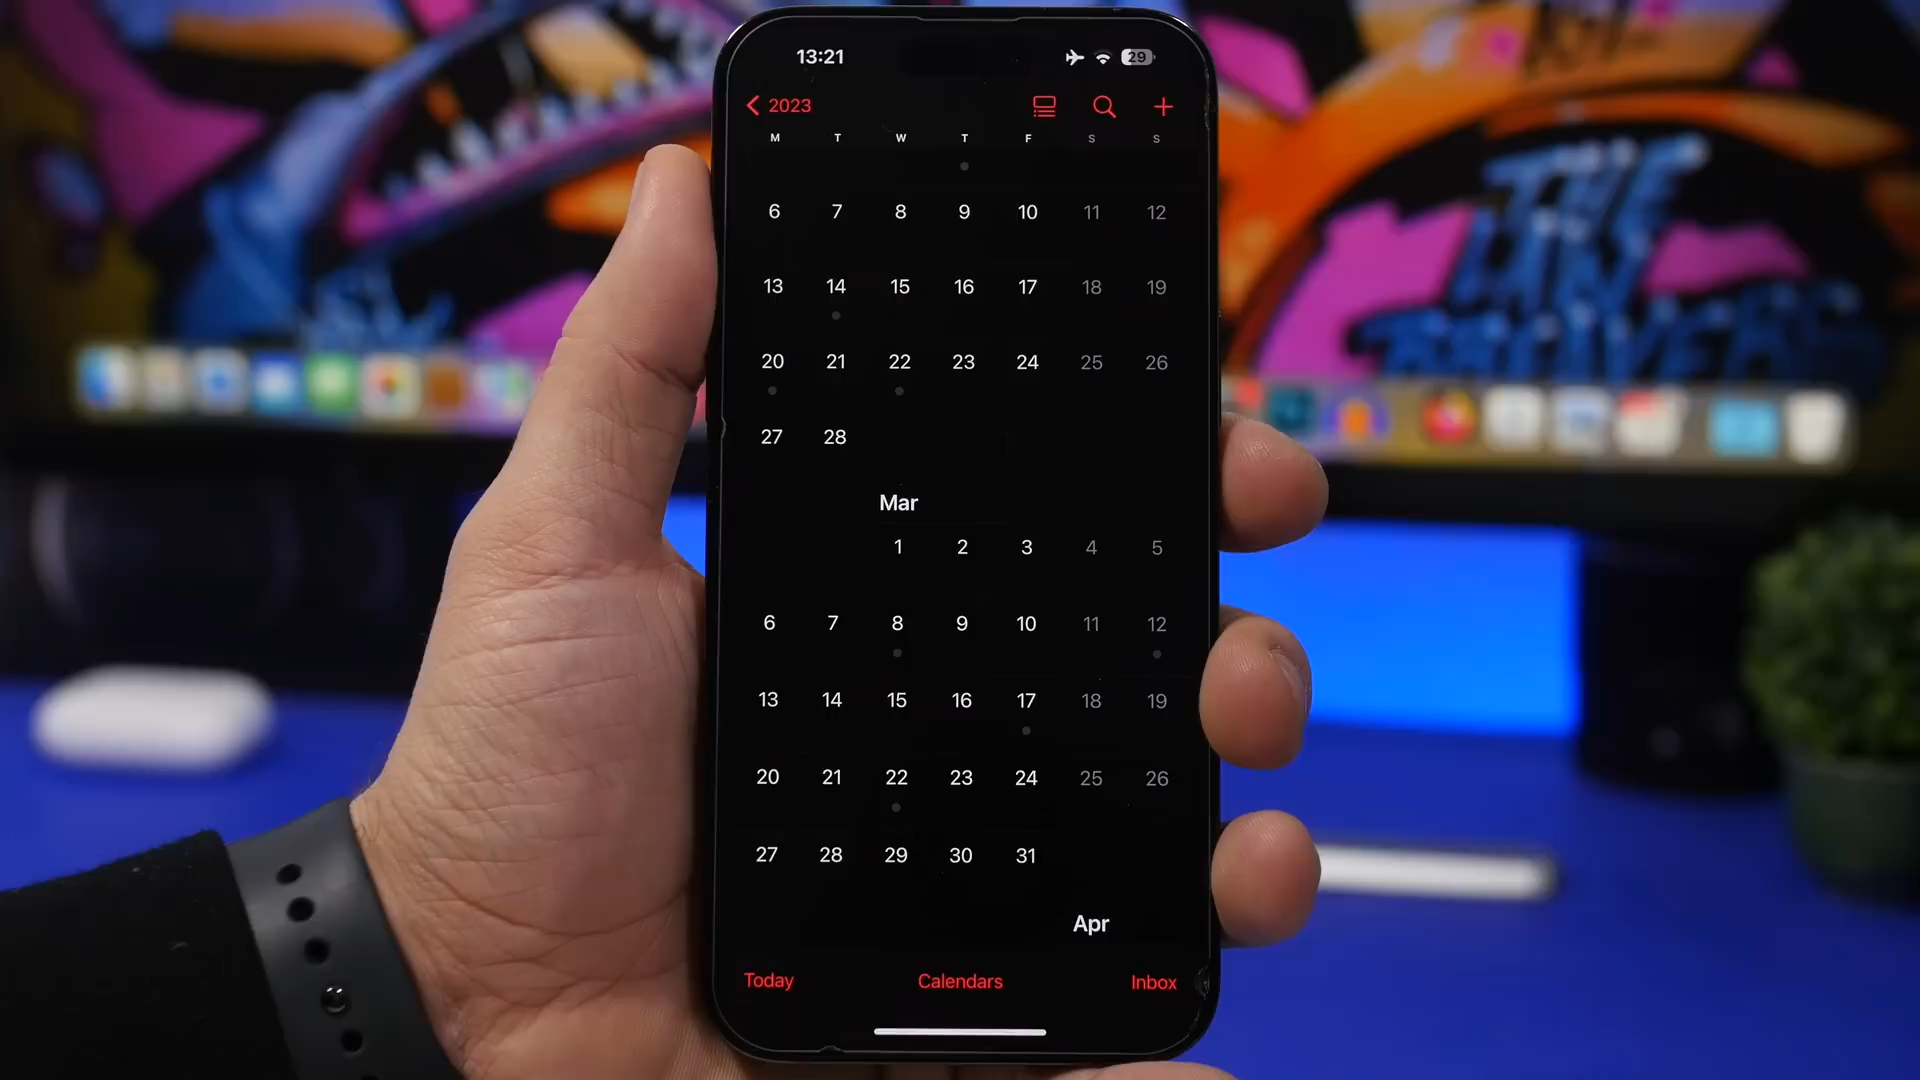 13:21 29
2023
M T W T F S S
6 7 8 9 10 11 12
13 14 15 16 17 18 19
20 21 22 23 24 25 26
27 28
Mar
1 2 3 4 5
6 7 8 9 10 11 12
13 14 15 16 17 18 19
20 21 22 23 24 25 26
27 28 29 30 31
Apr
Today Calendars Inbox
THE